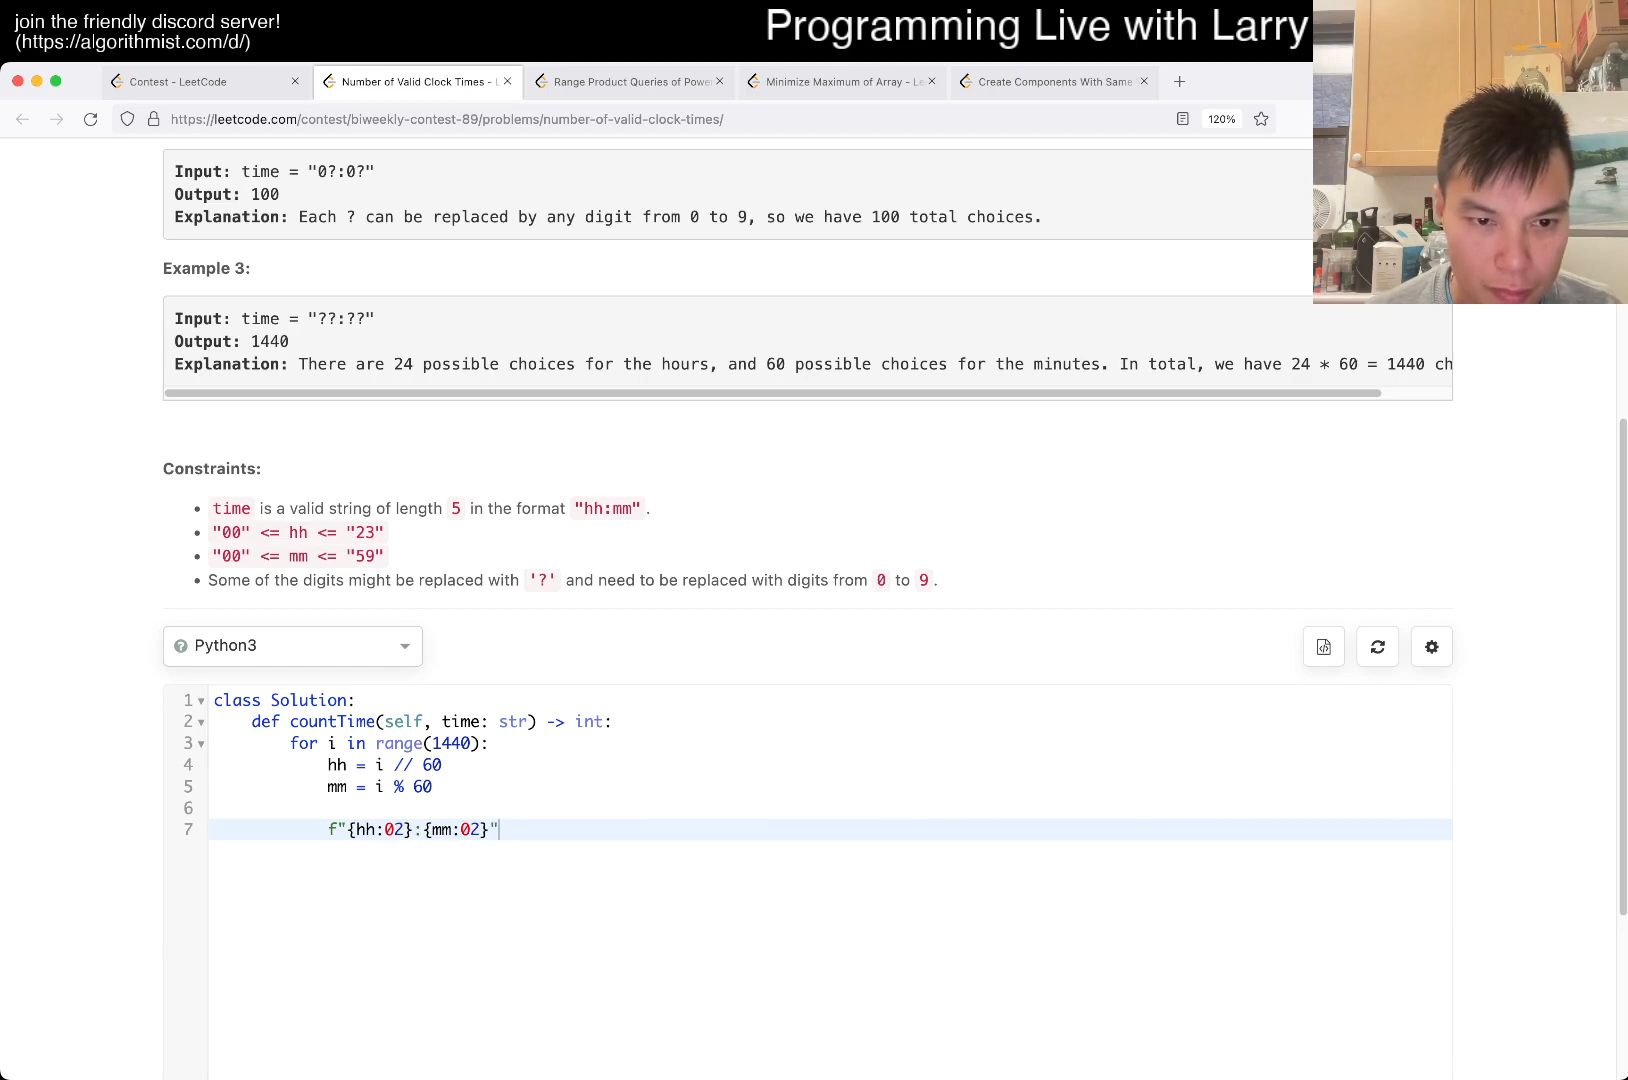 join the friendly discord server!
(https://algorithmist.com/d/)
Programming Live with Larry
Contest - LeetCode
Number of Valid Clock Times - L
Range Product Queries of Power
Minimize Maximum of Array - Le
Create Components With Same
https://leetcode.com/contest/biweekly-contest-89/problems/number-of-valid-clock-times/
120%
Input: time = "0?:0?"
Output: 100
Explanation: Each ? can be replaced by any digit from 0 to 9, so we have 100 total choices.
Example 3:
Input: time = "??:??"
Output: 1440
Explanation: There are 24 possible choices for the hours, and 60 possible choices for the minutes. In total, we have 24 * 60 = 1440 ch
Constraints:
time is a valid string of length 5 in the format "hh:mm".
"00" <= hh <= "23"
"00" <= mm <= "59"
Some of the digits might be replaced with '?' and need to be replaced with digits from 0 to 9.
Python3
1 class Solution:
2 def countTime(self, time: str) -> int:
3 for i in range(1440):
4 hh = i // 60
5 mm = i % 60
6
7 f"{hh:02}:{mm:02}"